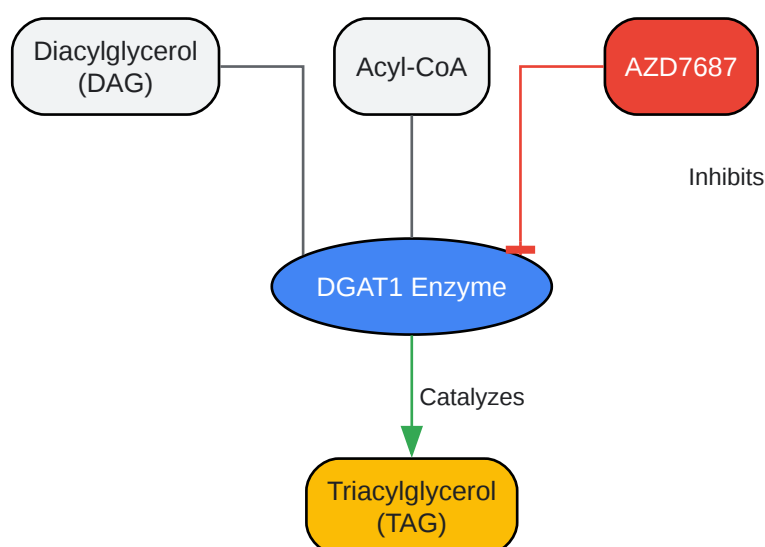 Diacylglycerol
(DAG)
Acyl-CoA
AZD7687
Inhibits
DGAT1 Enzyme
Catalyzes
Triacylglycerol
(TAG)